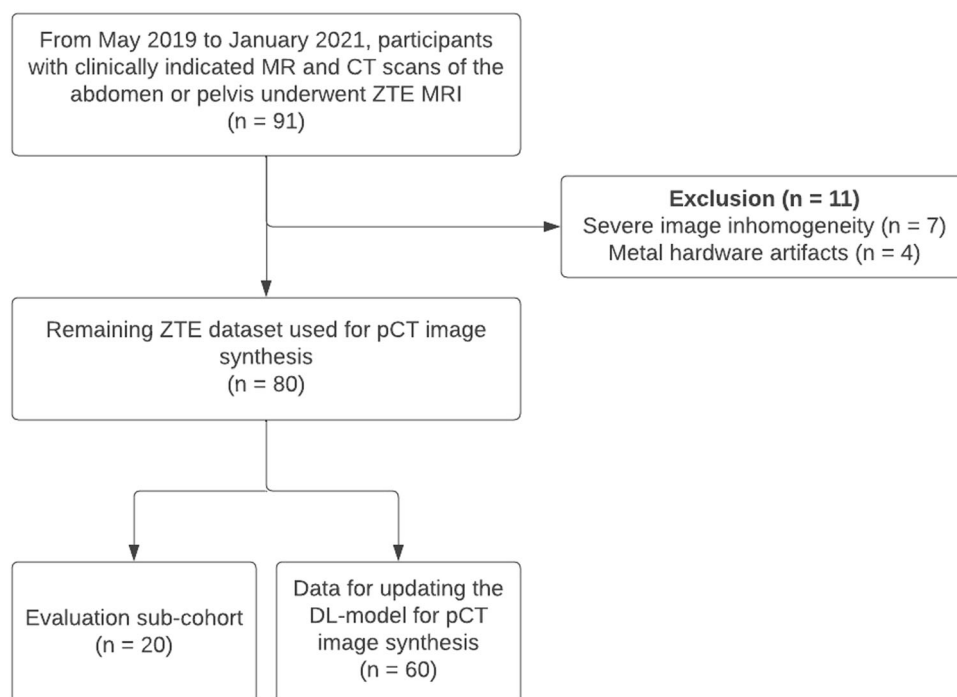 From May 2019 to January 2021, participants
with clinically indicated MR and CT scans of the
abdomen or pelvis underwent ZTE MRI
(n = 91)
Exclusion (n = 11)
Severe image inhomogeneity (n = 7)
Metal hardware artifacts (n = 4)
Remaining ZTE dataset used for pCT image
synthesis
(n = 80)
Evaluation sub-cohort
(n = 20)
Data for updating the
DL-model for pCT
image synthesis
(n = 60)